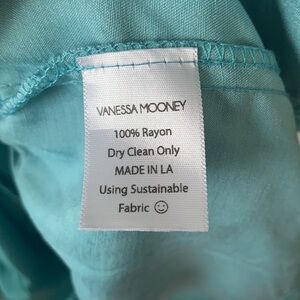 VANESSA MOONEY
100% Rayon
Dry Clean Only
MADE IN LA
Using Sustainable
Fabric ☺